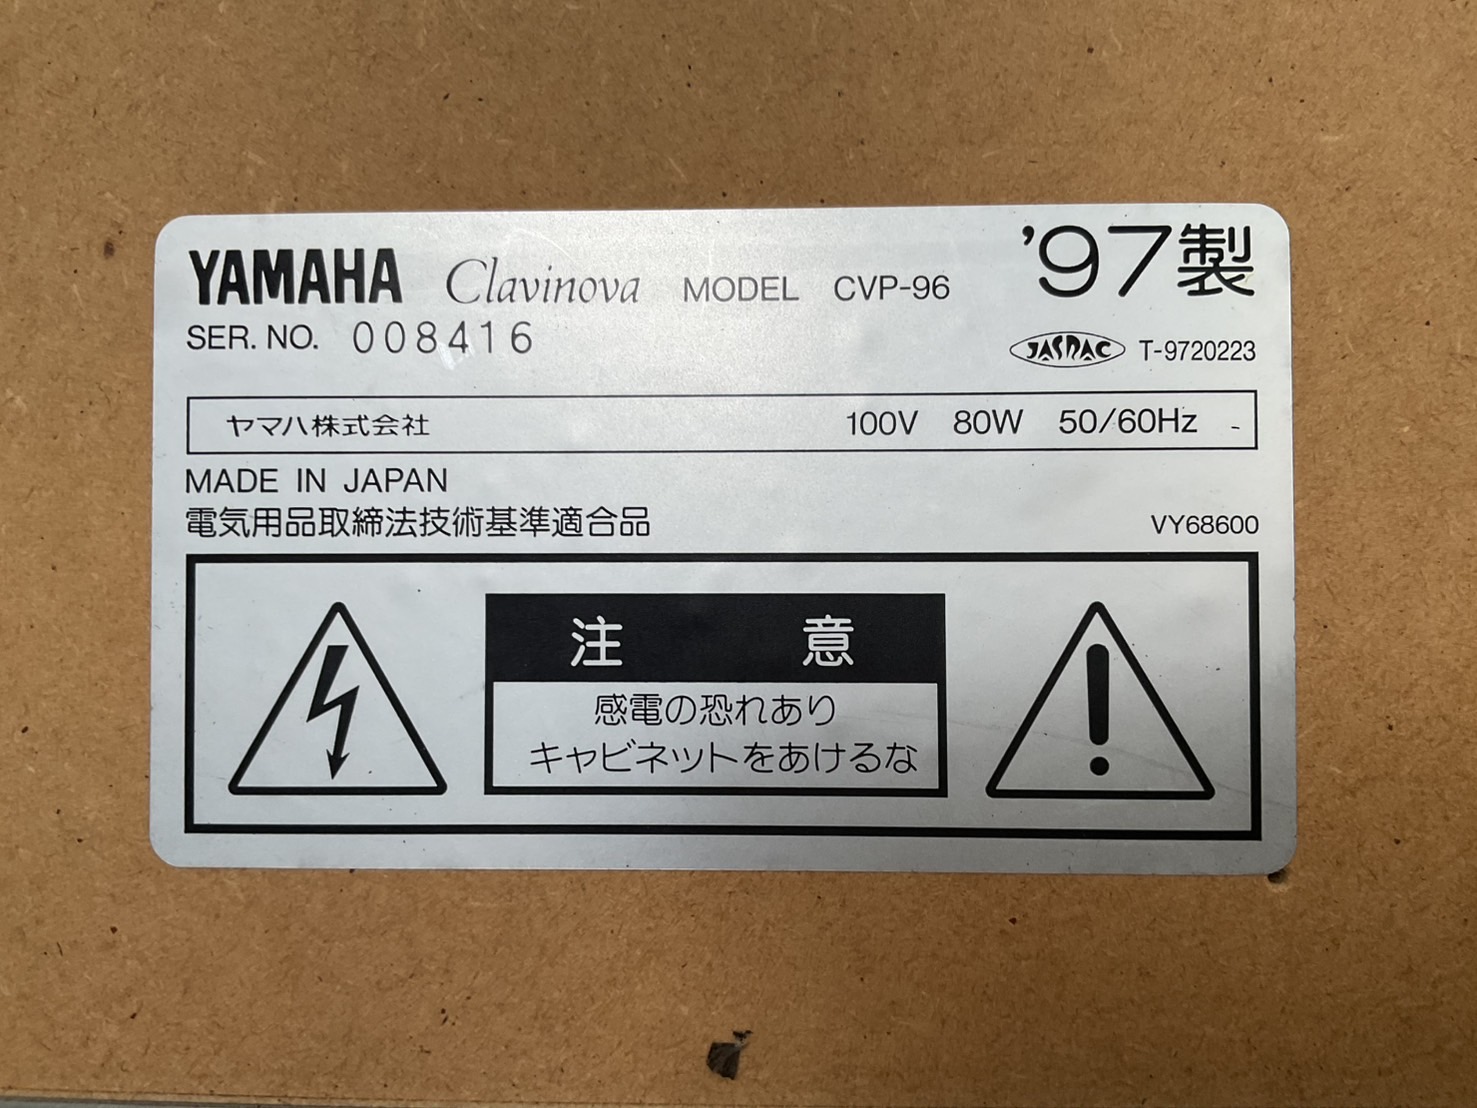 YAMAHA Clavinova MODEL CVP-96 '97製
SER. NO. 008416 JASPAC T-9720223
ヤマハ株式会社 100V 80W 50/60Hz -
MADE IN JAPAN
電気用品取締法技術基準適合品 VY68600
注意
感電の恐れあり
キャビネットをあけるな